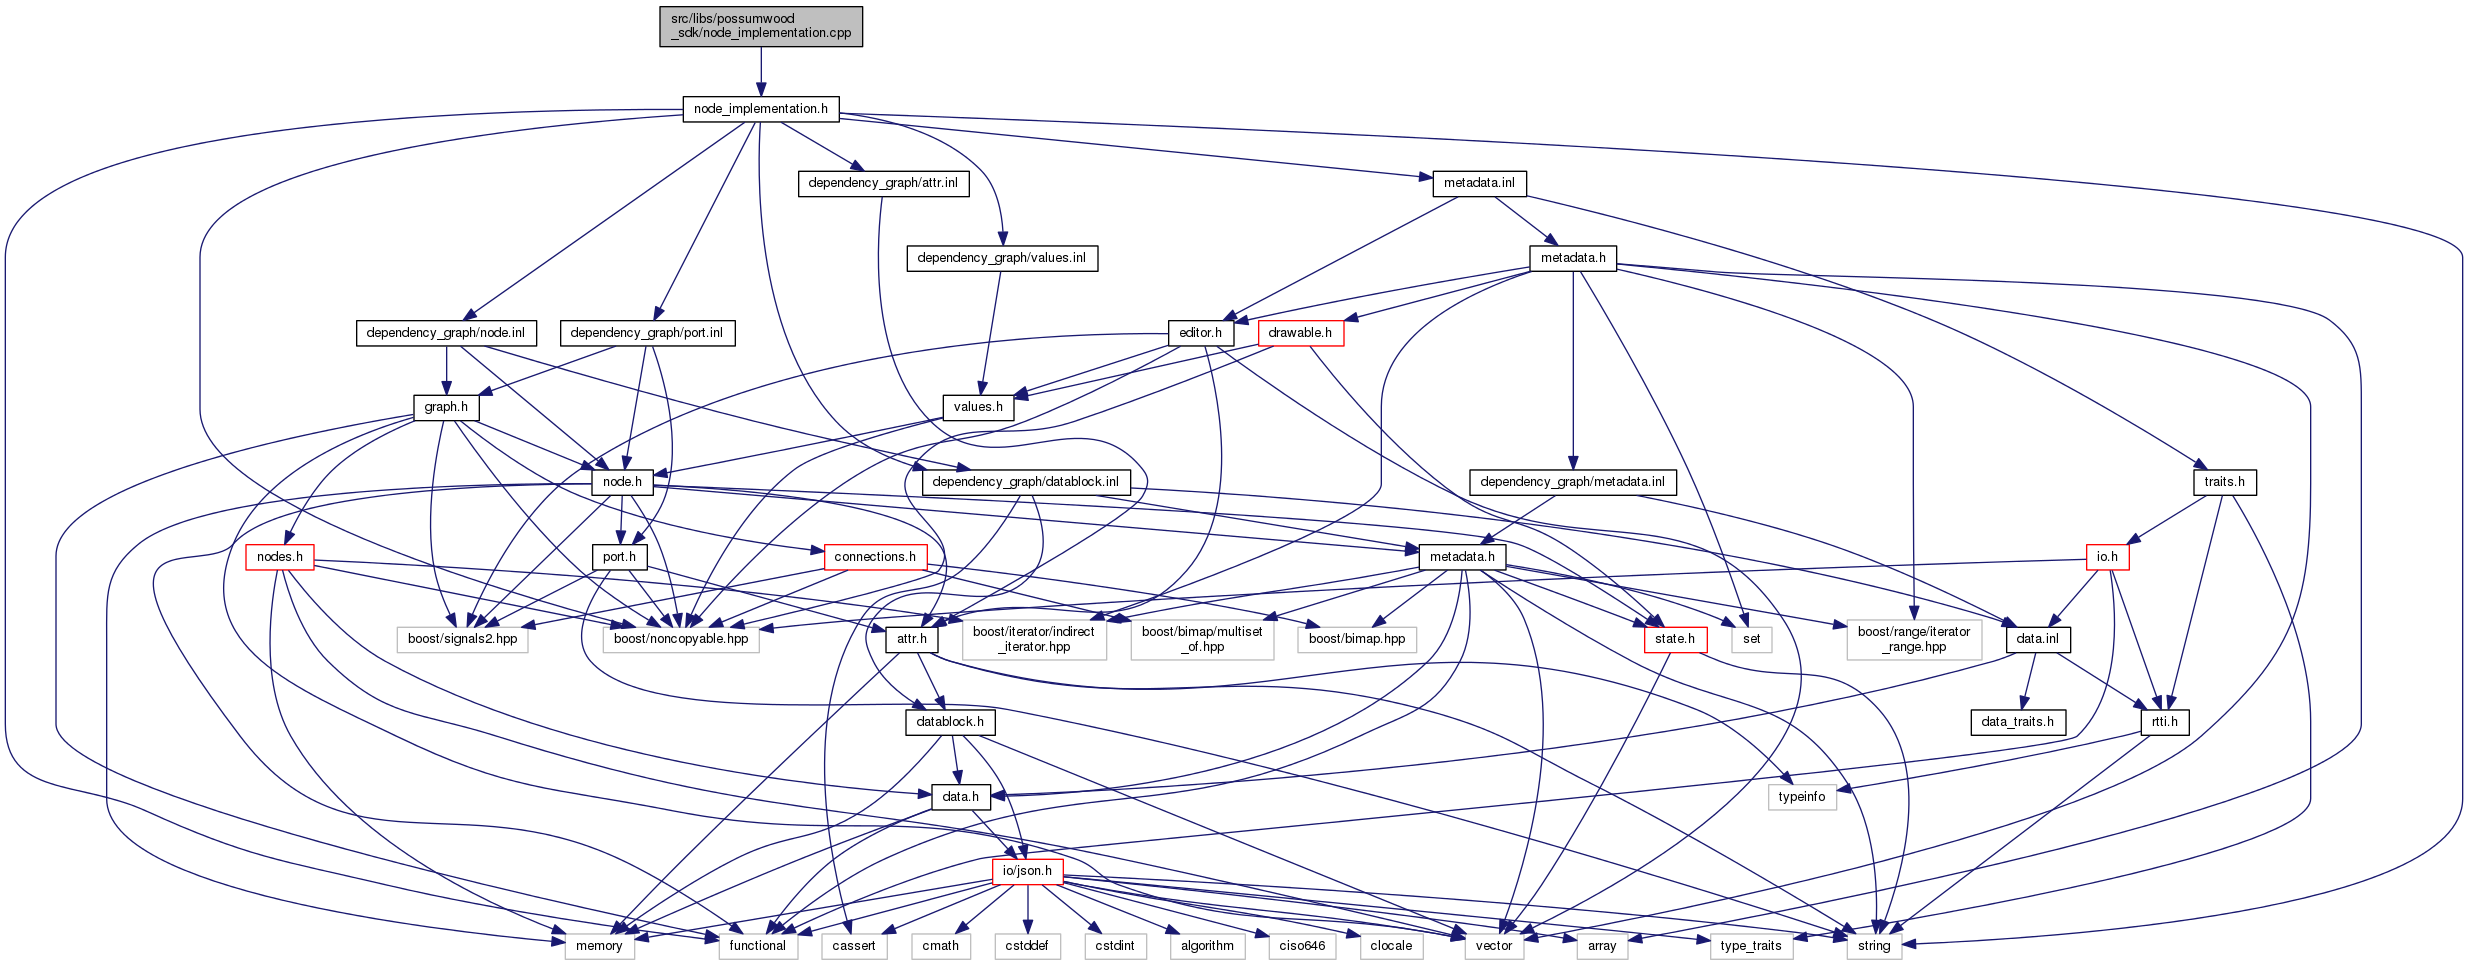 src/libs/possumwood
_sdk/node_implementation.cpp
node_implementation.h
dependency_graph/attr.inl
metadata.inl
dependency_graph/values.inl
metadata.h
dependency_graph/node.inl
dependency_graph/port.inl
editor.h
drawable.h
graph.h
values.h
node.h
dependency_graph/datablock.inl
dependency_graph/metadata.inl
traits.h
nodes.h
port.h
connections.h
metadata.h
io.h
boost/signals2.hpp
boost/noncopyable.hpp
attr.h
boost/iterator/indirect
_iterator.hpp
boost/bimap/multiset
_of.hpp
boost/bimap.hpp
state.h
set
boost/range/iterator
_range.hpp
data.inl
datablock.h
data_traits.h
rtti.h
data.h
typeinfo
io/json.h
memory
functional
cassert
cmath
cstddef
cstdint
algorithm
ciso646
clocale
vector
array
type_traits
string